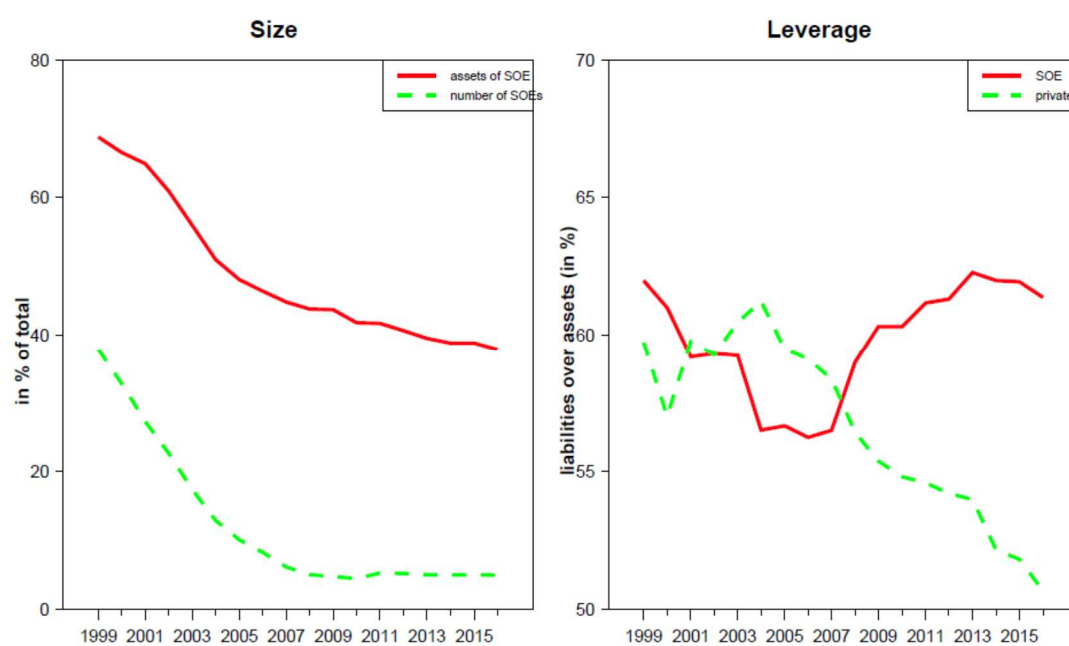 Size
80
60
40
20
0
in % of total
assets of SOE
number of SOEs
1999 2001 2003 2005 2007 2009 2011 2013 2015
Leverage
70
65
60
55
50
liabilities over assets (in %)
SOE
private
1999 2001 2003 2005 2007 2009 2011 2013 2015